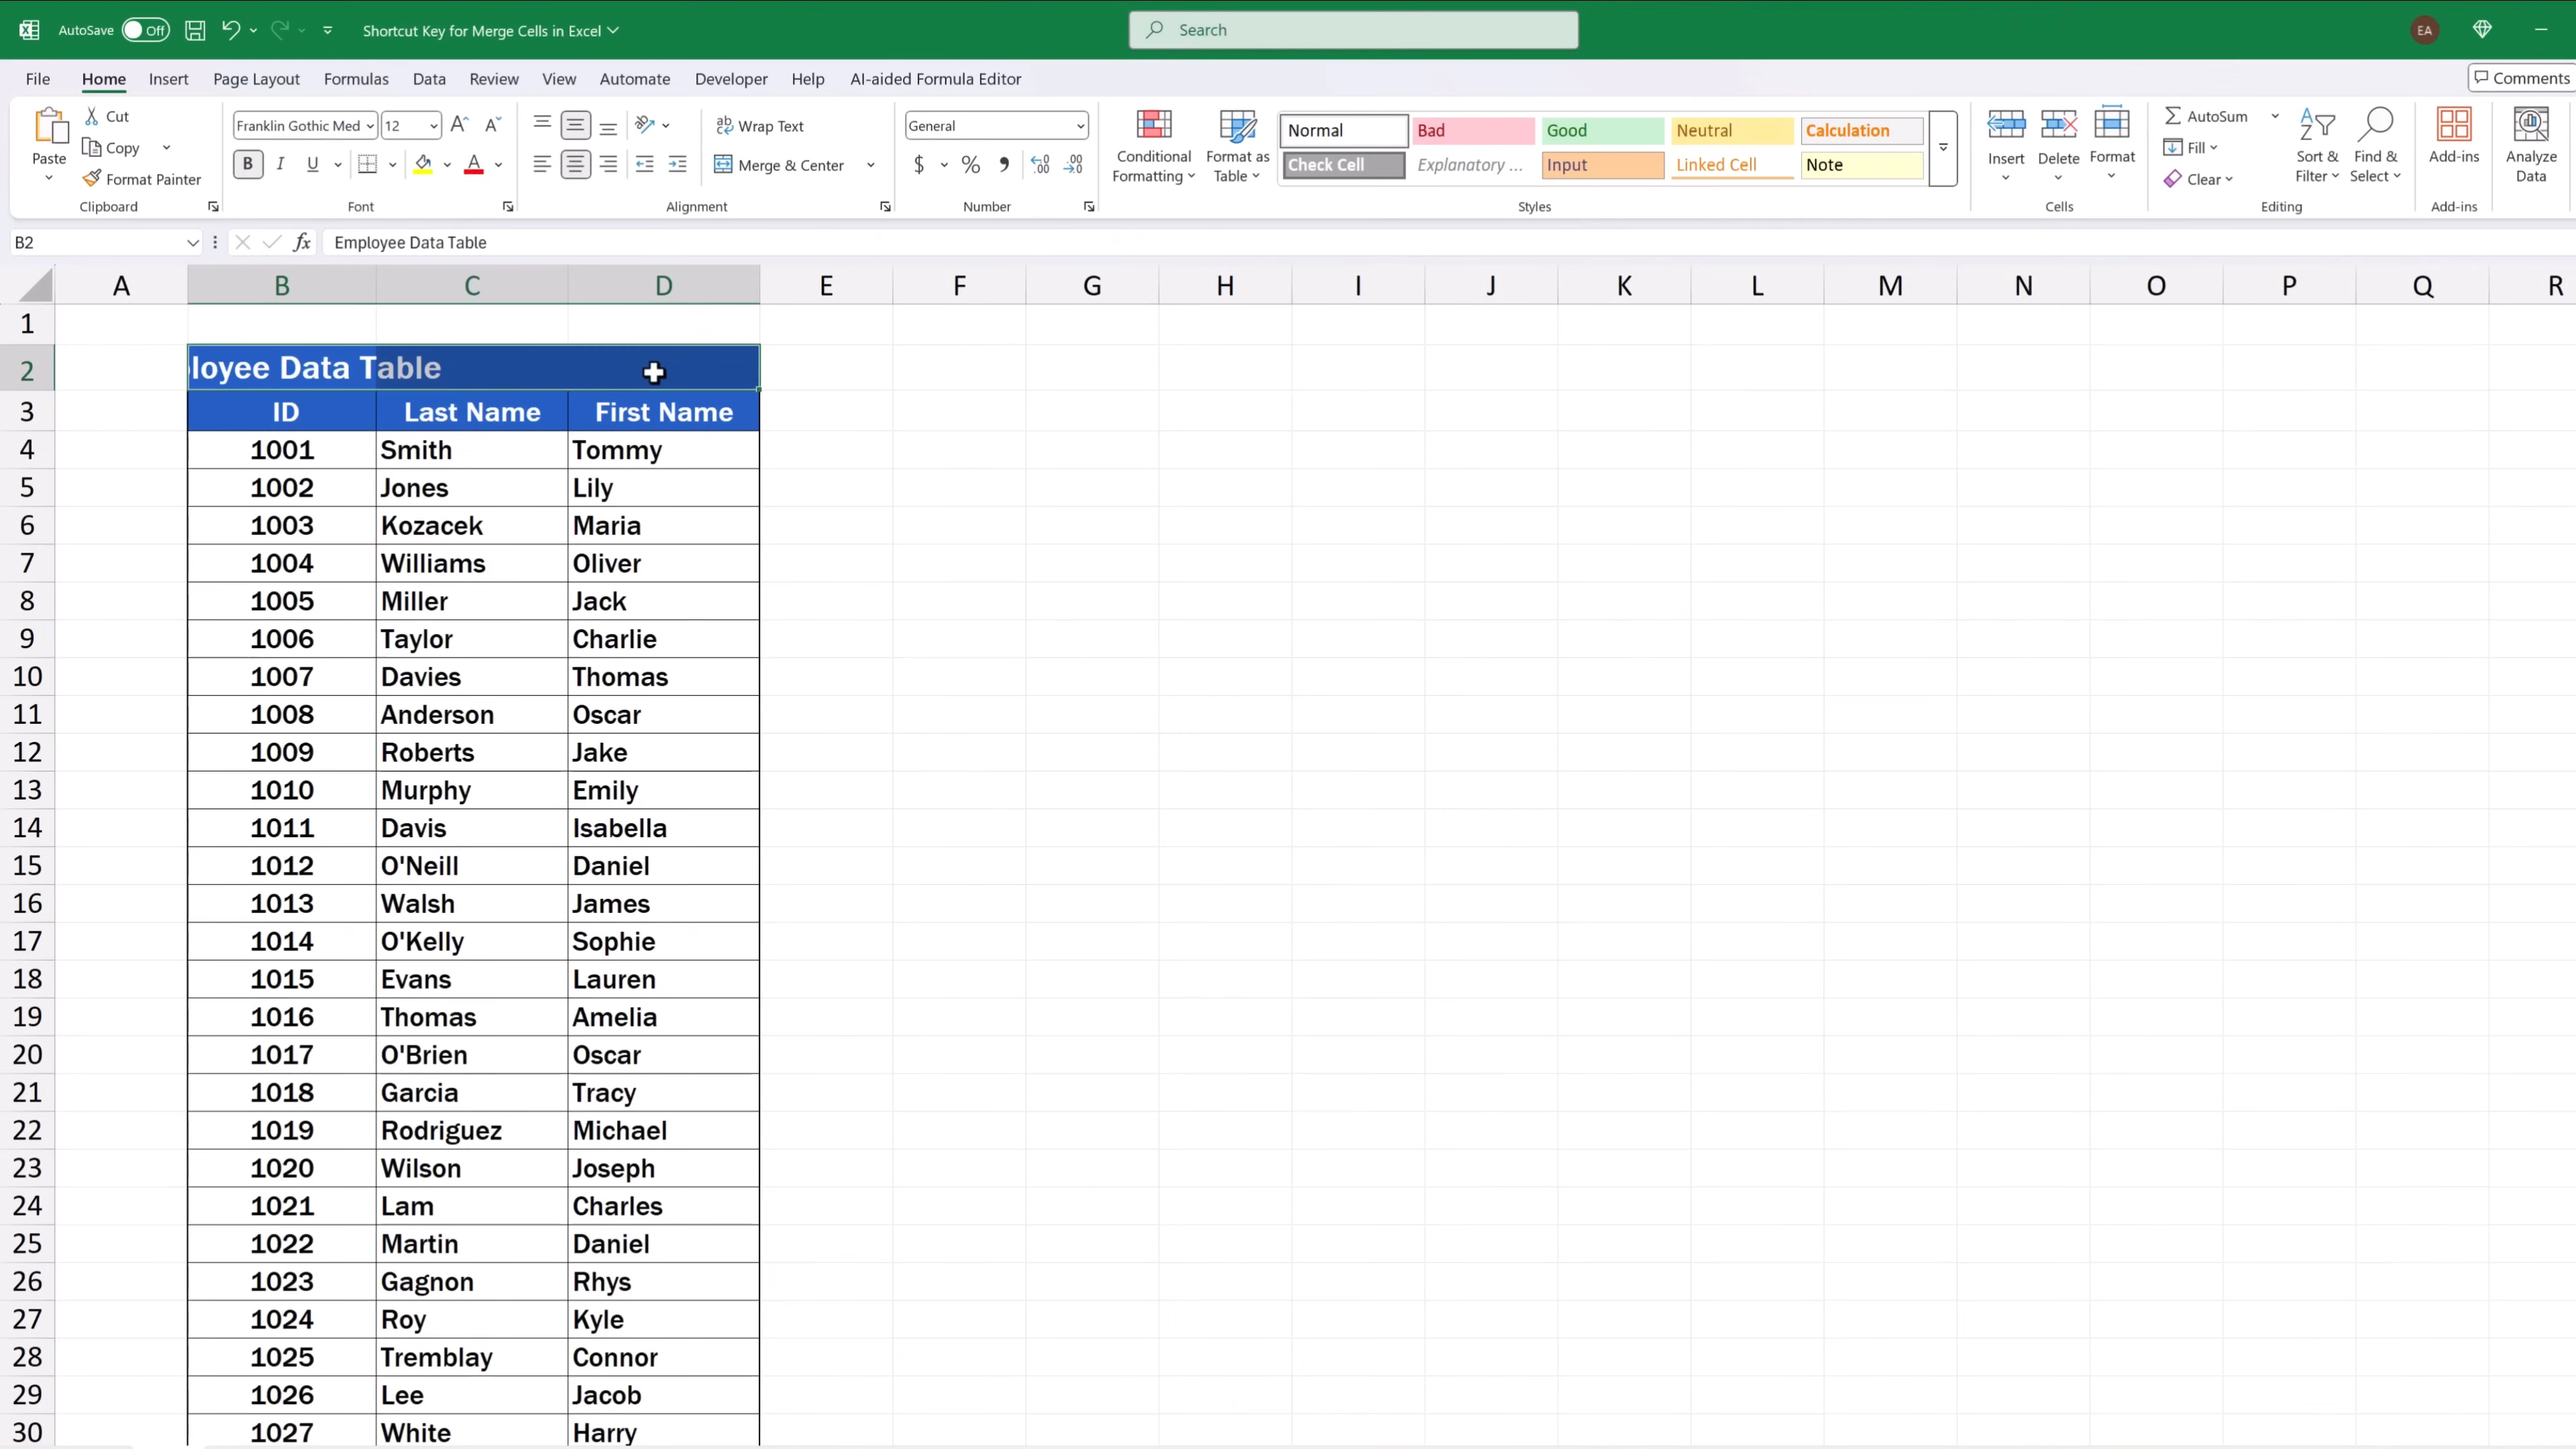 AutoSave Off Shortcut Key for Merge Cells in Excel Search EA
File Home Insert Page Layout Formulas Data Review View Automate Developer Help AI-aided Formula Editor Comments
Paste Cut Copy Format Painter Clipboard
Franklin Gothic Med 12 B I U A Font
ab Wrap Text Merge & Center Alignment
General $ % , .00 Number
Conditional Formatting Format as Table
Normal Bad Good Neutral Calculation
Check Cell Explanatory ... Input Linked Cell Note
Styles
Insert Delete Format Cells
AutoSum Fill Clear Sort & Filter Find & Select Editing
Add-ins Add-ins
Analyze Data
B2 fx Employee Data Table
A B C D E F G H I J K L M N O P Q R
1
2 loyee Data Table
3 ID Last Name First Name
4 1001 Smith Tommy
5 1002 Jones Lily
6 1003 Kozacek Maria
7 1004 Williams Oliver
8 1005 Miller Jack
9 1006 Taylor Charlie
10 1007 Davies Thomas
11 1008 Anderson Oscar
12 1009 Roberts Jake
13 1010 Murphy Emily
14 1011 Davis Isabella
15 1012 O'Neill Daniel
16 1013 Walsh James
17 1014 O'Kelly Sophie
18 1015 Evans Lauren
19 1016 Thomas Amelia
20 1017 O'Brien Oscar
21 1018 Garcia Tracy
22 1019 Rodriguez Michael
23 1020 Wilson Joseph
24 1021 Lam Charles
25 1022 Martin Daniel
26 1023 Gagnon Rhys
27 1024 Roy Kyle
28 1025 Tremblay Connor
29 1026 Lee Jacob
30 1027 White Harry